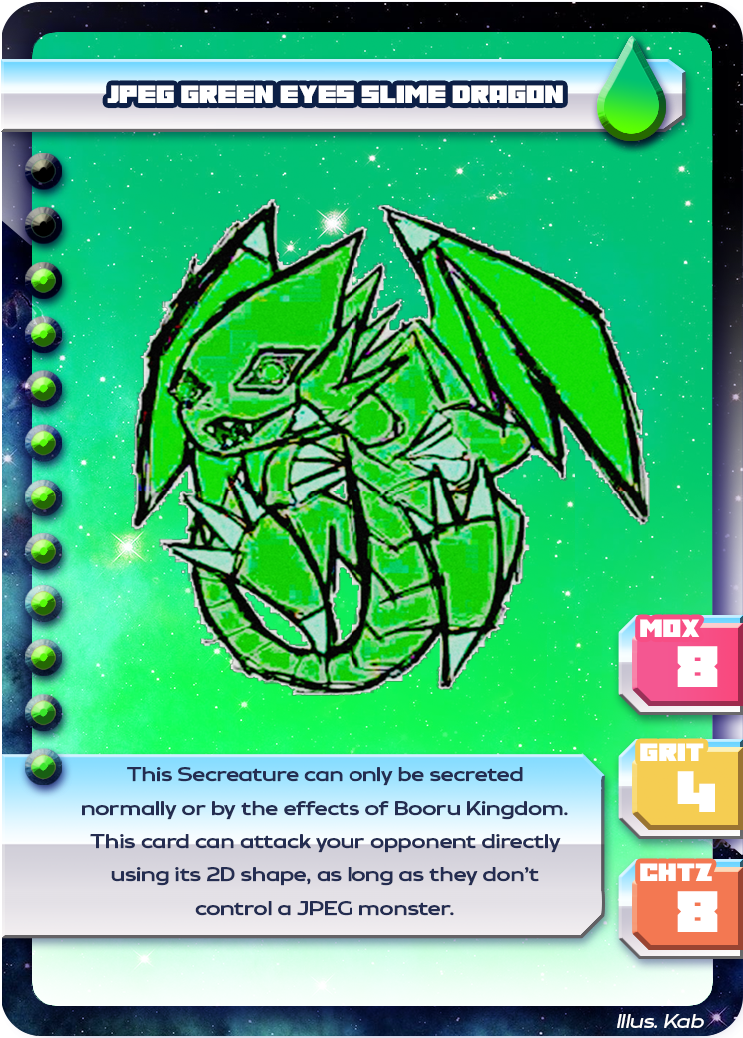 JPEG GREEN EYES SLIME DRAGON
MOX
8
GRIT
4
CHTZ
8
This Secreature can only be secreted
normally or by the effects of Booru Kingdom.
This card can attack your opponent directly
using its 2D shape, as long as they don't
control a JPEG monster.
Illus. Kab